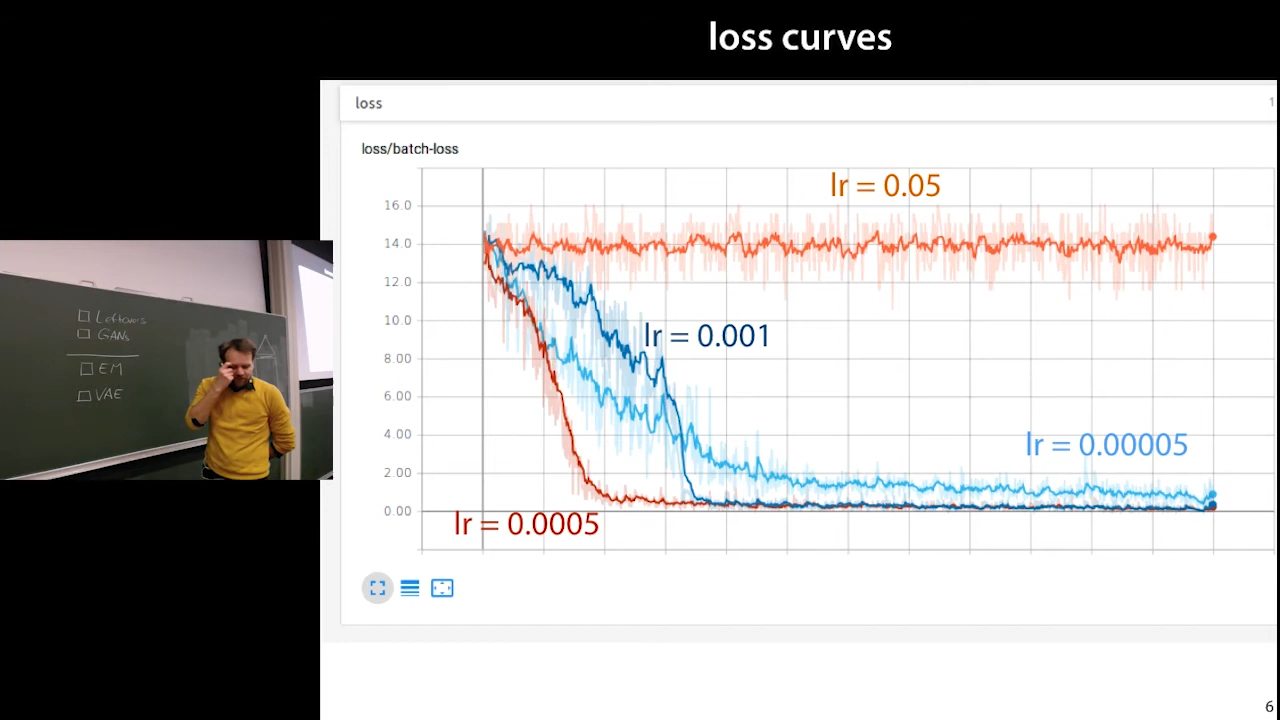 loss curves
loss
1
loss/batch-loss
lr = 0.05
16.0
14.0
12.0
10.0
8.00
6.00
4.00
2.00
0.00
lr = 0.001
lr = 0.00005
lr = 0.0005
Leftovers
GANs
EM
VAE
6